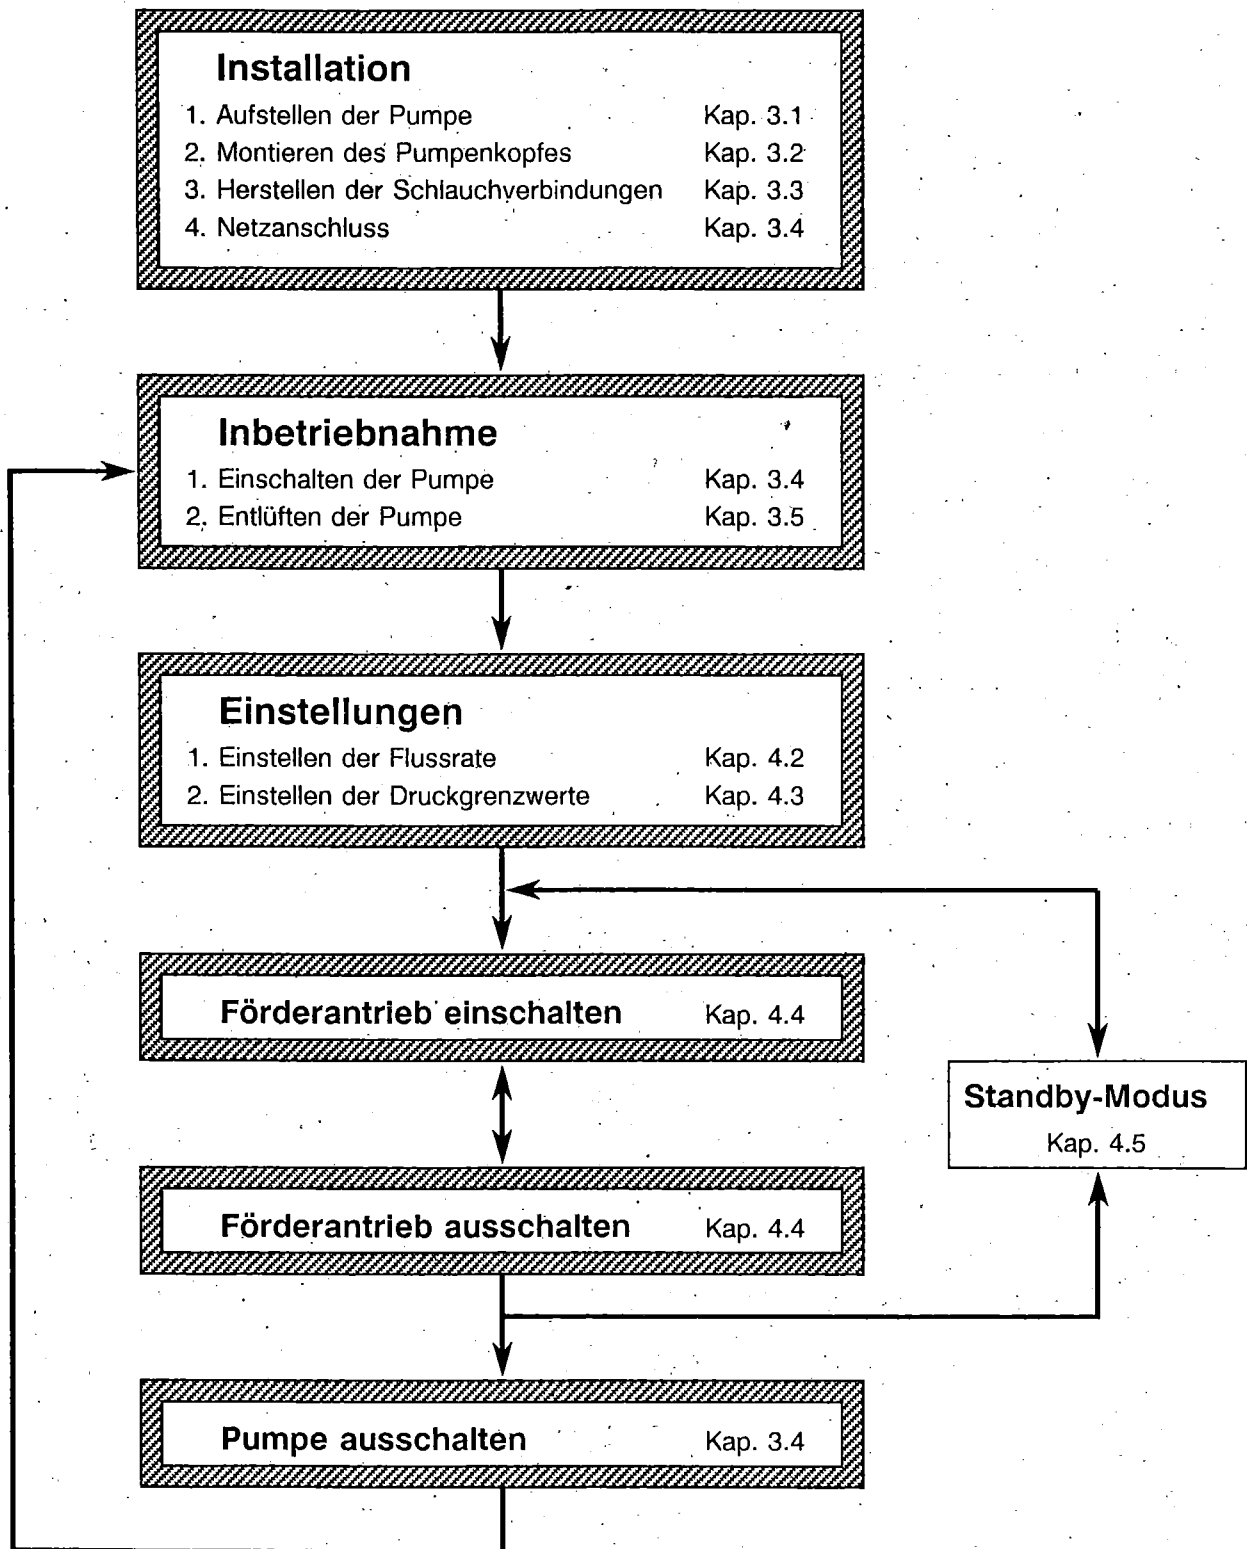 Installation
1. Aufstellen der Pumpe Kap. 3.1
2. Montieren des Pumpenkopfes Kap. 3.2
3. Herstellen der Schlauchverbindungen Kap. 3.3
4. Netzanschluss Kap. 3.4
Inbetriebnahme
1. Einschalten der Pumpe Kap. 3.4
2. Entlüften der Pumpe Kap. 3.5
Einstellungen
1. Einstellen der Flussrate Kap. 4.2
2. Einstellen der Druckgrenzwerte Kap. 4.3
Förderantrieb einschalten Kap. 4.4
Standby-Modus
Kap. 4.5
Förderantrieb ausschalten Kap. 4.4
Pumpe ausschalten Kap. 3.4